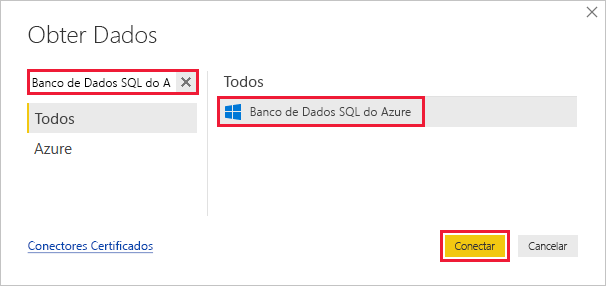 Obter Dados
Banco de Dados SQL do A
Todos
Azure
Todos
Banco de Dados SQL do Azure
Conectores Certificados
Conectar
Cancelar